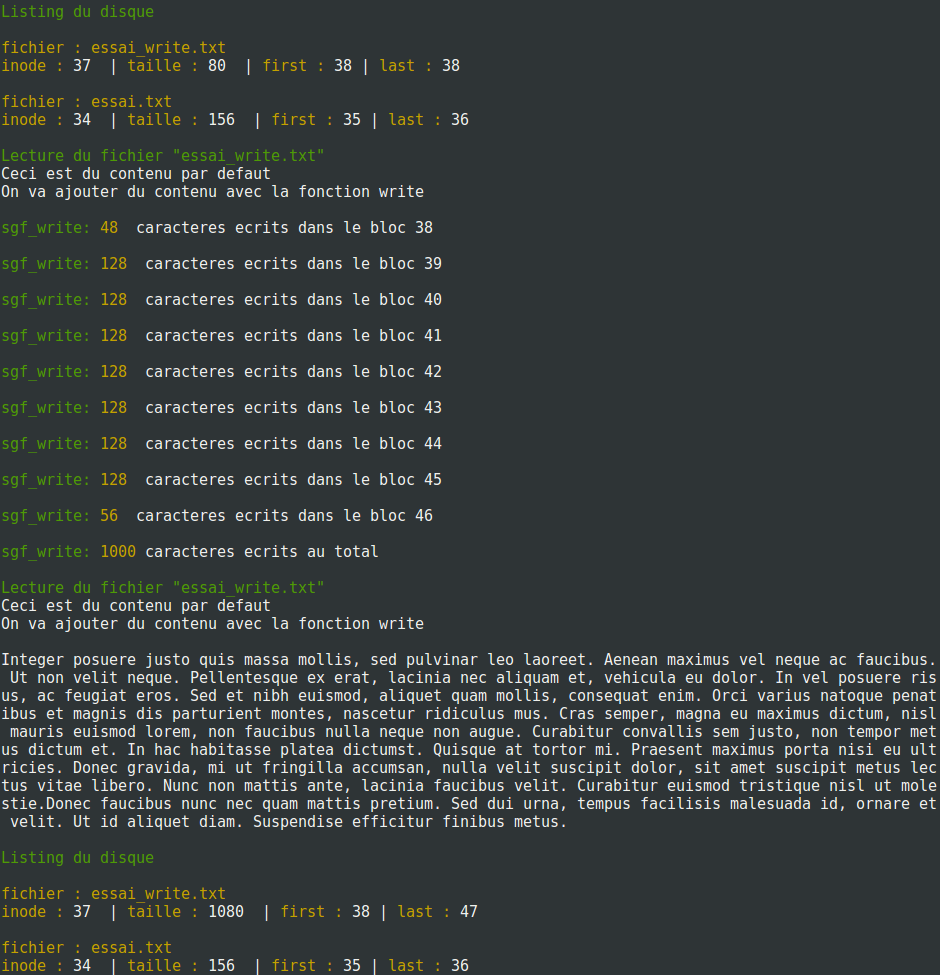 Listing du disque
fichier : essai_write.txt
inode : 37  | taille : 80  | first : 38 | last : 38
fichier : essai.txt
inode : 34  | taille : 156  | first : 35 | last : 36
Lecture du fichier "essai_write.txt"
Ceci est du contenu par defaut
On va ajouter du contenu avec la fonction write
sgf_write: 48  caracteres ecrits dans le bloc 38
sgf_write: 128  caracteres ecrits dans le bloc 39
sgf_write: 128  caracteres ecrits dans le bloc 40
sgf_write: 128  caracteres ecrits dans le bloc 41
sgf_write: 128  caracteres ecrits dans le bloc 42
sgf_write: 128  caracteres ecrits dans le bloc 43
sgf_write: 128  caracteres ecrits dans le bloc 44
sgf_write: 128  caracteres ecrits dans le bloc 45
sgf_write: 56  caracteres ecrits dans le bloc 46
sgf_write: 1000 caracteres ecrits au total
Lecture du fichier "essai_write.txt"
Ceci est du contenu par defaut
On va ajouter du contenu avec la fonction write
Integer posuere justo quis massa mollis, sed pulvinar leo laoreet. Aenean maximus vel neque ac faucibus.
 Ut non velit neque. Pellentesque ex erat, lacinia nec aliquam et, vehicula eu dolor. In vel posuere ris
us, ac feugiat eros. Sed et nibh euismod, aliquet quam mollis, consequat enim. Orci varius natoque penat
ibus et magnis dis parturient montes, nascetur ridiculus mus. Cras semper, magna eu maximus dictum, nisl
 mauris euismod lorem, non faucibus nulla neque non augue. Curabitur convallis sem justo, non tempor met
us dictum et. In hac habitasse platea dictumst. Quisque at tortor mi. Praesent maximus porta nisi eu ult
ricies. Donec gravida, mi ut fringilla accumsan, nulla velit suscipit dolor, sit amet suscipit metus lec
tus vitae libero. Nunc non mattis ante, lacinia faucibus velit. Curabitur euismod tristique nisl ut mole
stie.Donec faucibus nunc nec quam mattis pretium. Sed dui urna, tempus facilisis malesuada id, ornare et
 velit. Ut id aliquet diam. Suspendise efficitur finibus metus.
Listing du disque
fichier : essai_write.txt
inode : 37  | taille : 1080  | first : 38 | last : 47
fichier : essai.txt
inode : 34  | taille : 156  | first : 35 | last : 36